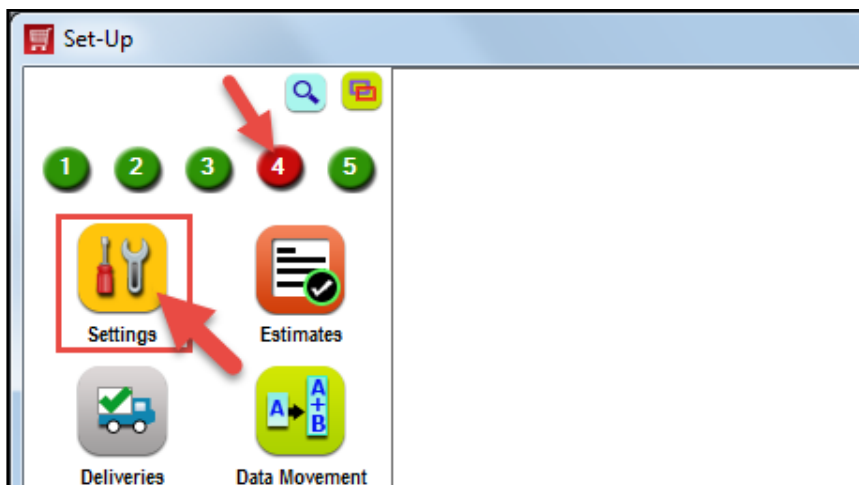 Set-Up
1 2 3 4 5
Settings Estimates
A A+B
Deliveries Data Movement